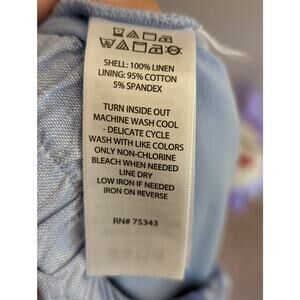 SHELL: 100% LINEN
LINING: 95% COTTON
5% SPANDEX
TURN INSIDE OUT
MACHINE WASH COOL
- DELICATE CYCLE
WASH WITH LIKE COLORS
ONLY NON-CHLORINE
BLEACH WHEN NEEDED
LINE DRY
LOW IRON IF NEEDED
IRON ON REVERSE
RN# 75343